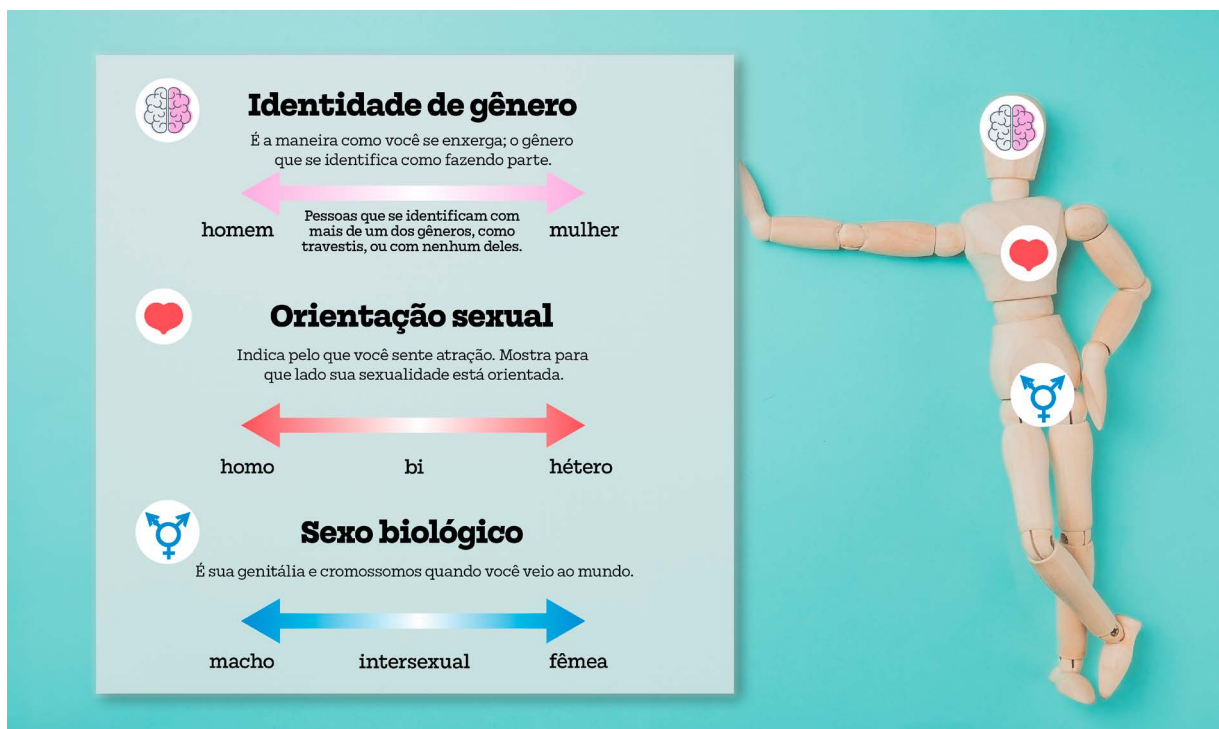 Identidade de gênero
É a maneira como você se enxerga; o gênero
que se identifica como fazendo parte.
homem
Pessoas que se identificam com
mais de um dos gêneros, como
travestis, ou com nenhum deles.
mulher
Orientação sexual
Indica pelo que você sente atração. Mostra para
que lado sua sexualidade está orientada.
homo
bi
hétero
Sexo biológico
É sua genitália e cromossomos quando você veio ao mundo.
macho
intersexual
fêmea